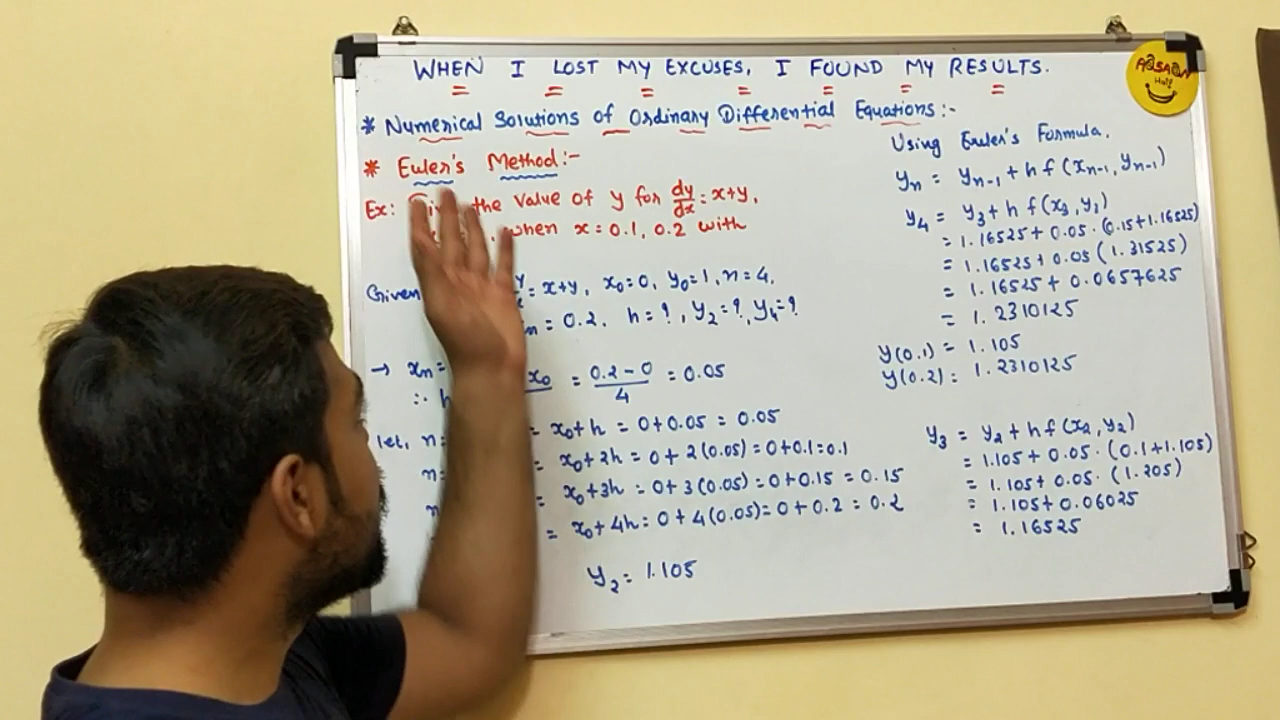 WHEN I LOST MY EXCUSES, I FOUND MY RESULTS.
* Numerical Solutions of Ordinary Differential Equations:-
* Euler's Method:-
Ex: the value of y for dy/dx = x+y,
when x = 0.1, 0.2 with
Given = x+y, x₀=0, y₀=1, n=4,
= 0.2. h=?, y₂=?, y₄=?
→ xₙ= x₀ = (0.2-0)/4 = 0.05
∴ h
let, n= = x₀+h = 0+0.05 = 0.05
n= = x₀+2h = 0+2(0.05)=0+0.1=0.1
n = x₀+3h = 0+3(0.05)=0+0.15 = 0.15
= x₀+4h = 0+4(0.05)=0+0.2 = 0.2
y₂ = 1.105
Using Euler's Formula,
yₙ = yₙ₋₁ + h f(xₙ₋₁, yₙ₋₁)
y₄ = y₃ + h f(x₃, y₃)
= 1.16525 + 0.05 · (0.15+1.16525)
= 1.16525 + 0.05 (1.31525)
= 1.16525 + 0.0657625
= 1.2310125
y(0.1) = 1.105
y(0.2) = 1.2310125
y₃ = y₂ + h f(x₂, y₂)
= 1.105 + 0.05 · (0.1+1.105)
= 1.105 + 0.05 · (1.205)
= 1.105 + 0.06025
= 1.16525